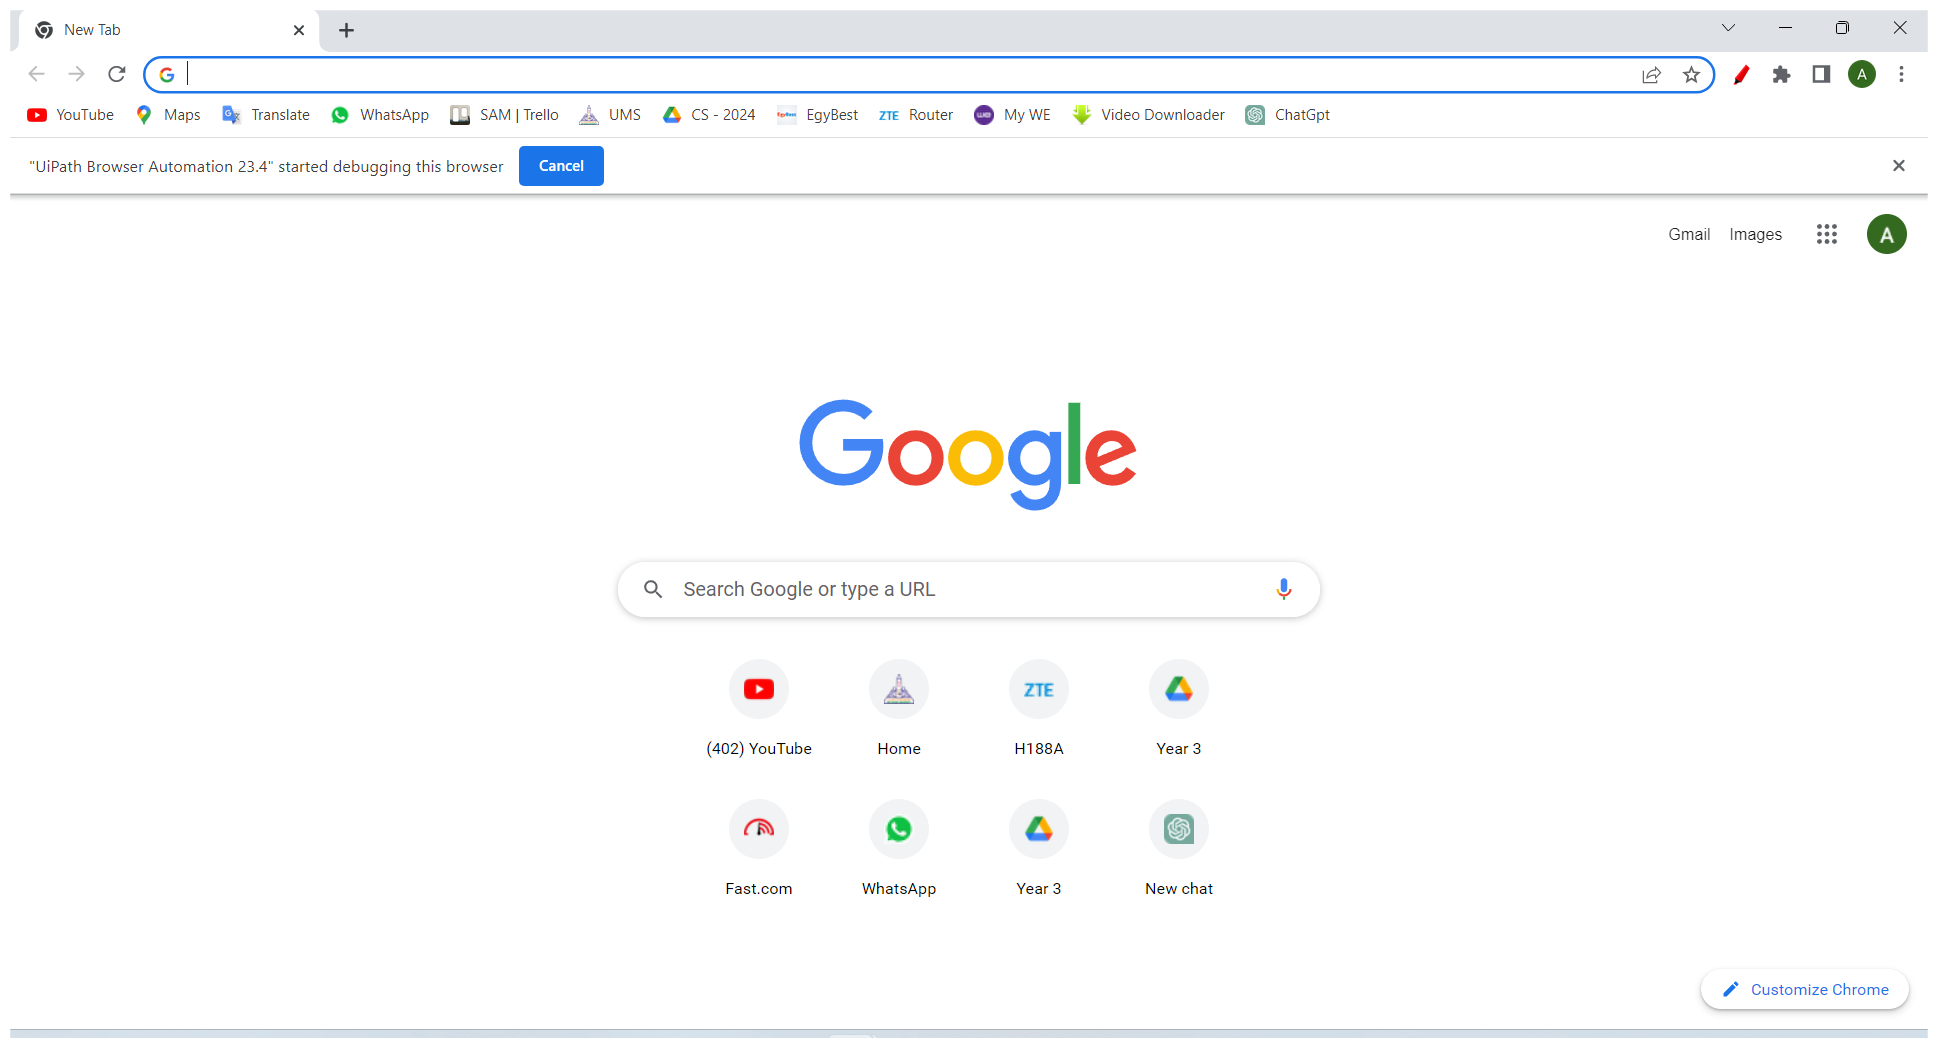 New Tab
YouTube Maps Translate WhatsApp SAM | Trello UMS CS - 2024 EgyBest ZTE Router My WE Video Downloader ChatGpt
"UiPath Browser Automation 23.4" started debugging this browser Cancel
Gmail Images A
Google
Search Google or type a URL
ZTE
(402) YouTube Home H188A Year 3
Fast.com WhatsApp Year 3 New chat
Customize Chrome